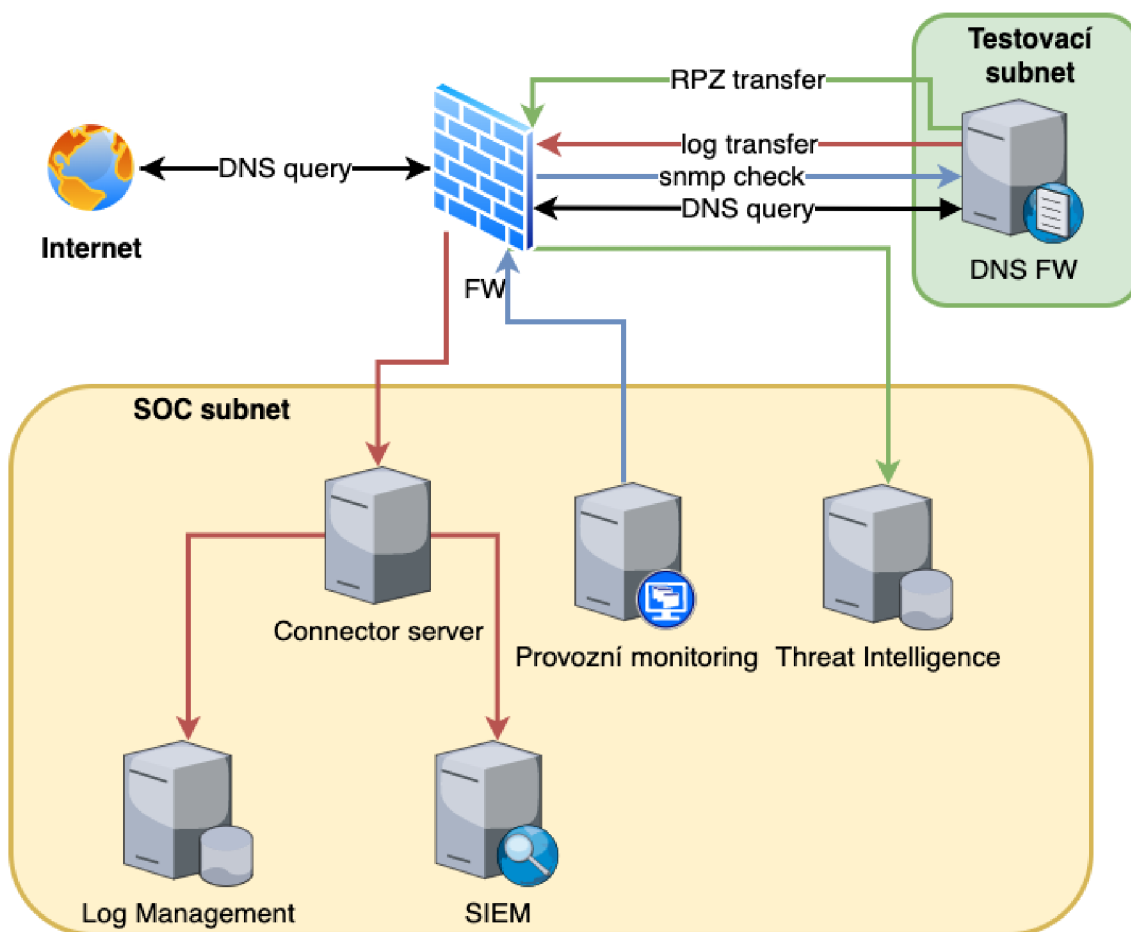 Testovací
subnet
RPZ transfer
log transfer
DNS query
snmp check
DNS query
Internet
DNS FW
FW
SOC subnet
Connector server
Provozní monitoring
Threat Intelligence
Log Management
SIEM